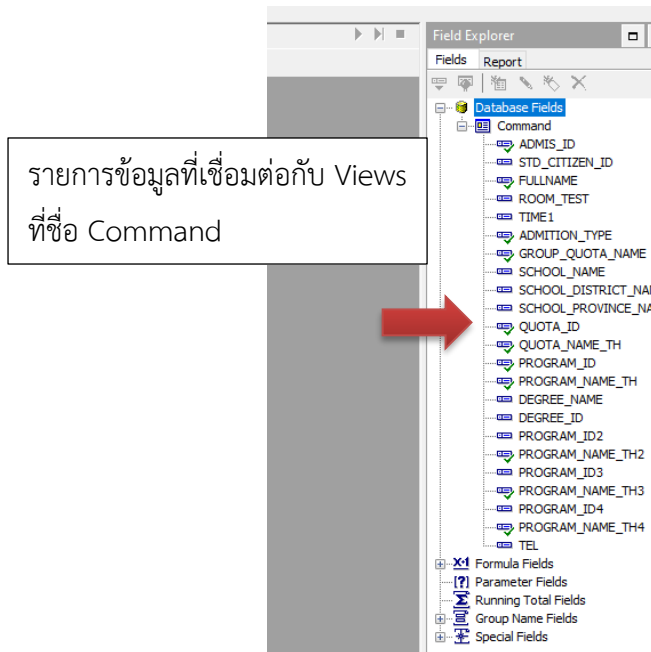 Field Explorer
Fields Report
Database Fields
Command
ADMIS_ID
STD_CITIZEN_ID
FULLNAME
ROOM_TEST
TIME1
ADMITION_TYPE
GROUP_QUOTA_NAME
SCHOOL_NAME
SCHOOL_DISTRICT_NA
SCHOOL_PROVINCE_NA
QUOTA_ID
QUOTA_NAME_TH
PROGRAM_ID
PROGRAM_NAME_TH
DEGREE_NAME
DEGREE_ID
PROGRAM_ID2
PROGRAM_NAME_TH2
PROGRAM_ID3
PROGRAM_NAME_TH3
PROGRAM_ID4
PROGRAM_NAME_TH4
TEL
Formula Fields
Parameter Fields
Running Total Fields
Group Name Fields
Special Fields
รายการข้อมูลที่เชื่อมต่อกับ Views
ที่ชื่อ Command